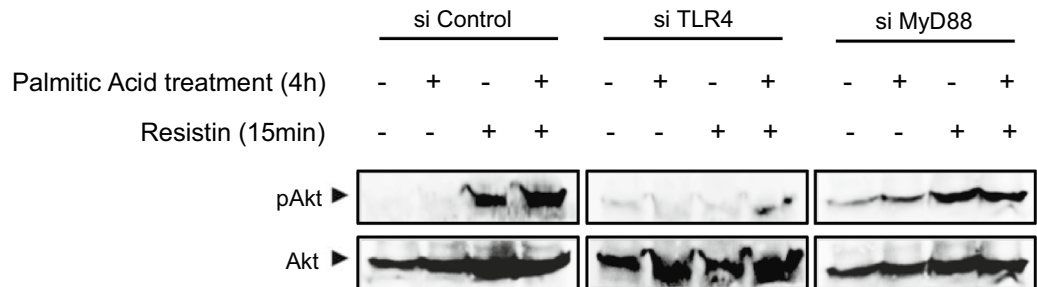 si Control si TLR4 si MyD88
Palmitic Acid treatment (4h) - + - + - + - + - + - +
Resistin (15min) - - + + - - + + - - + +
pAkt
Akt